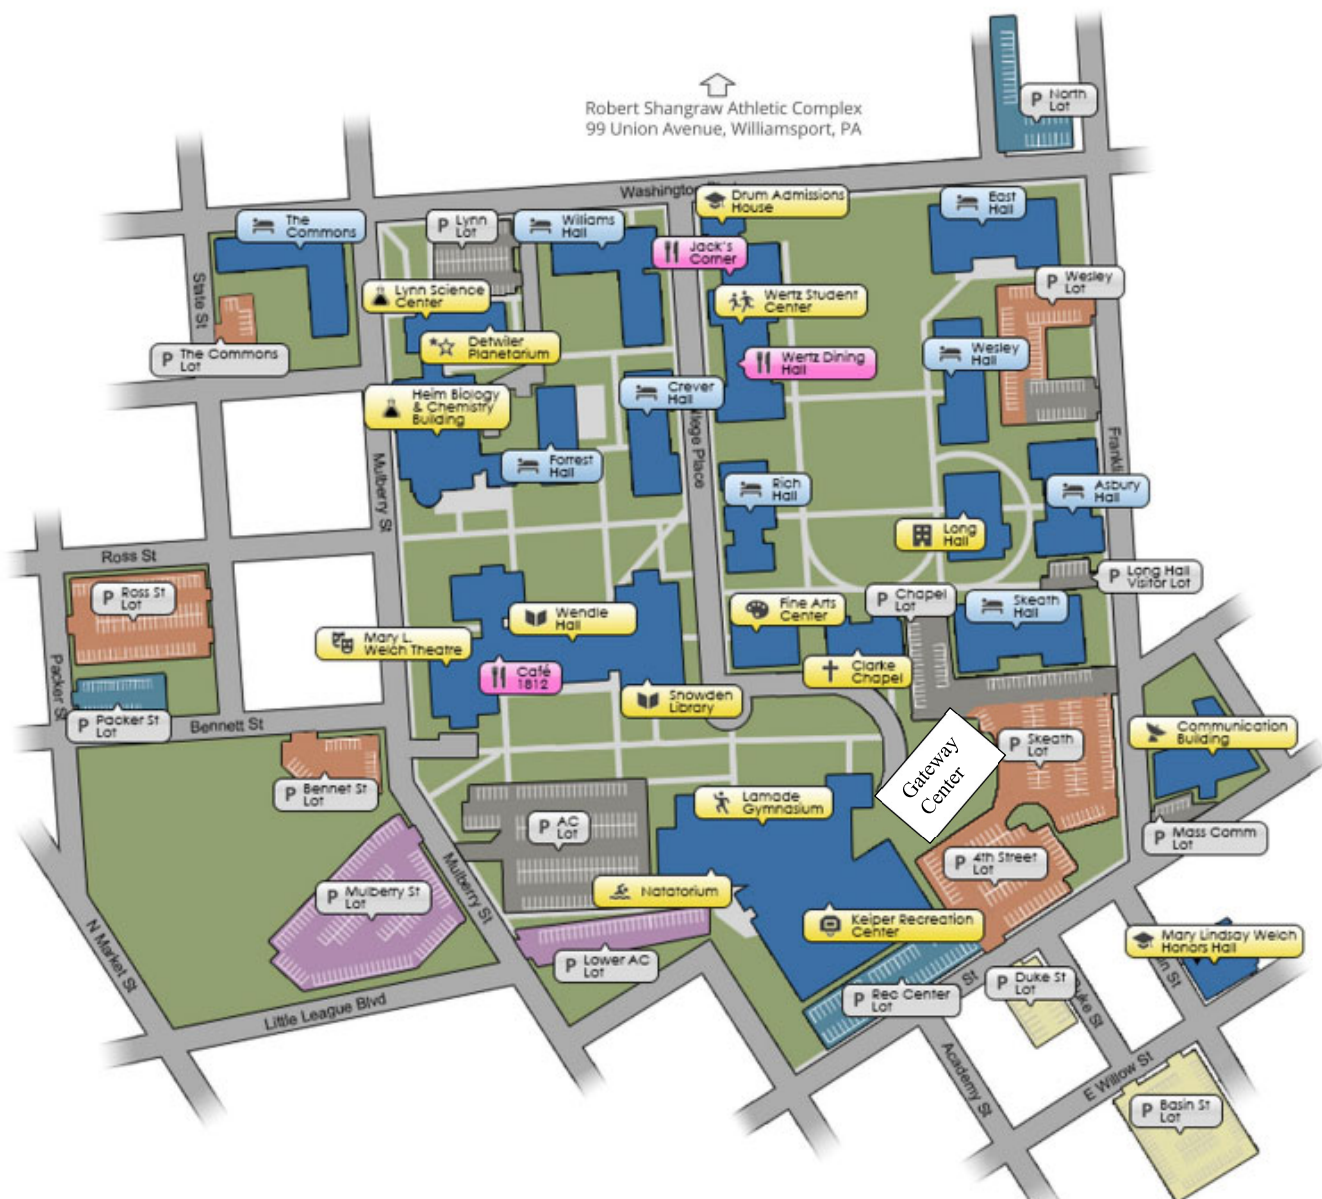 Robert Shangraw Athletic Complex
99 Union Avenue, Williamsport, PA
P North
Lot
Washington
Drum Admissions
House
East
Hall
The
Commons
P Lynn
Lot
Williams
Hall
Jack's
Corner
P Wesley
Lot
State St
Lynn Science
Center
Wertz Student
Center
Detwiler
Planetarium
P The Commons
Lot
Wertz Dining
Hall
Wesley
Hall
Heim Biology
& Chemistry
Building
Crever
Hall
Place
Mulberry St
Forrest
Hall
Rich
Hall
Asbury
Hall
Long
Hall
Ross St
P Ross St
Lot
P Long Hall
Visitor Lot
P Chapel
Lot
Skeath
Hall
Wendle
Hall
Fine Arts
Center
Mary L.
Welch Theatre
Café
1812
Clarke
Chapel
Snowden
Library
Packer St
P Packer St
Lot
Bennett St
P Skeath
Lot
Communication
Building
Gateway
Center
P Bennet St
Lot
Lamade
Gymnasium
P AC
Lot
P Mass Comm
Lot
P 4th Street
Lot
Mulberry St
P Mulberry St
Lot
Natatorium
Keiper Recreation
Center
Mary Lindsay Welch
Honors Hall
N Market St
P Lower AC
Lot
P Rec Center
Lot
St
P Duke St
Lot
Duke St
St
Little League Blvd
Academy St
E Willow St
P Basin St
Lot